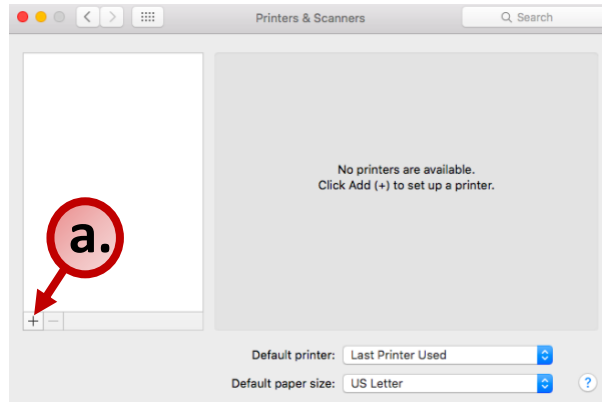 Printers & Scanners
Search
No printers are available.
Click Add (+) to set up a printer.
a.
+ −
Default printer: Last Printer Used
Default paper size: US Letter
?